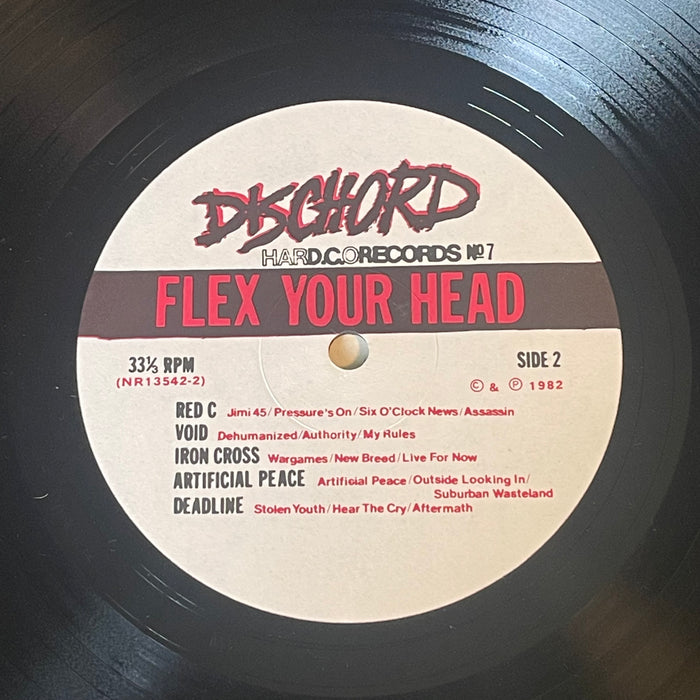 DISCHORD
HARD.C.ORECORDS Nº7
FLEX YOUR HEAD
33⅓ RPM SIDE 2
(NR13542-2) © & ℗ 1982
RED C Jimi 45/Pressure's On/Six O'Clock News/Assassin
VOID Dehumanized/Authority/My Rules
IRON CROSS Wargames/New Breed/Live For Now
ARTIFICIAL PEACE Artificial Peace/Outside Looking In/
Suburban Wasteland
DEADLINE Stolen Youth/Hear The Cry/Aftermath